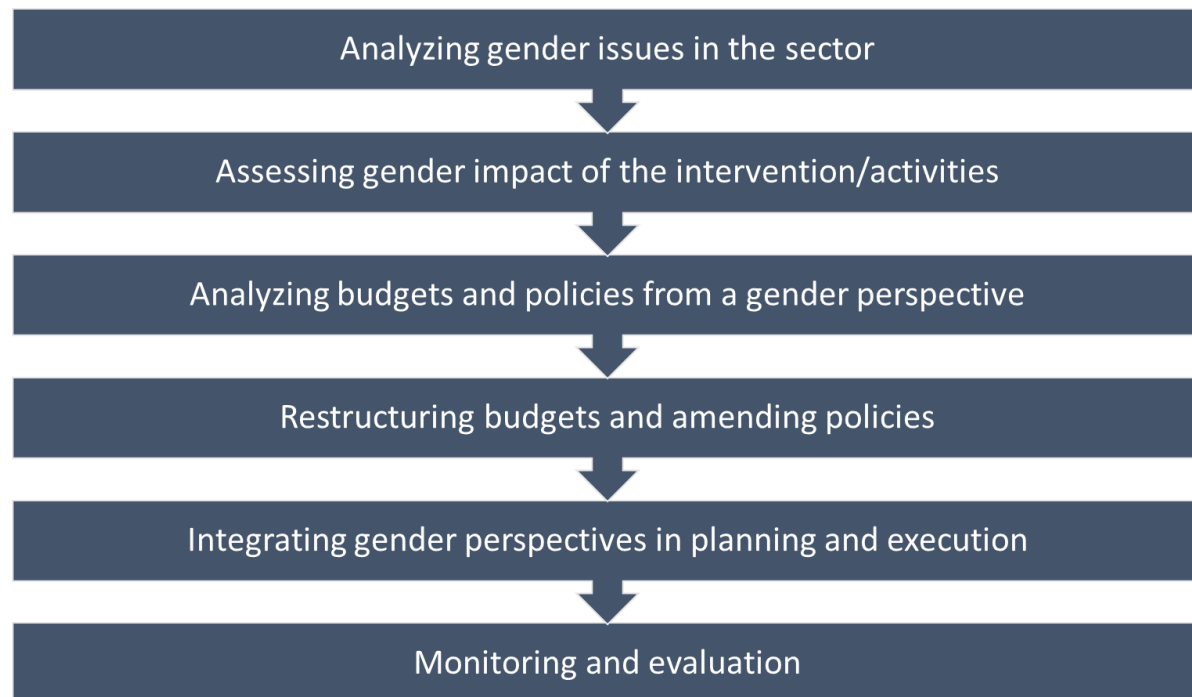 Analyzing gender issues in the sector
Assessing gender impact of the intervention/activities
Analyzing budgets and policies from a gender perspective
Restructuring budgets and amending policies
Integrating gender perspectives in planning and execution
Monitoring and evaluation